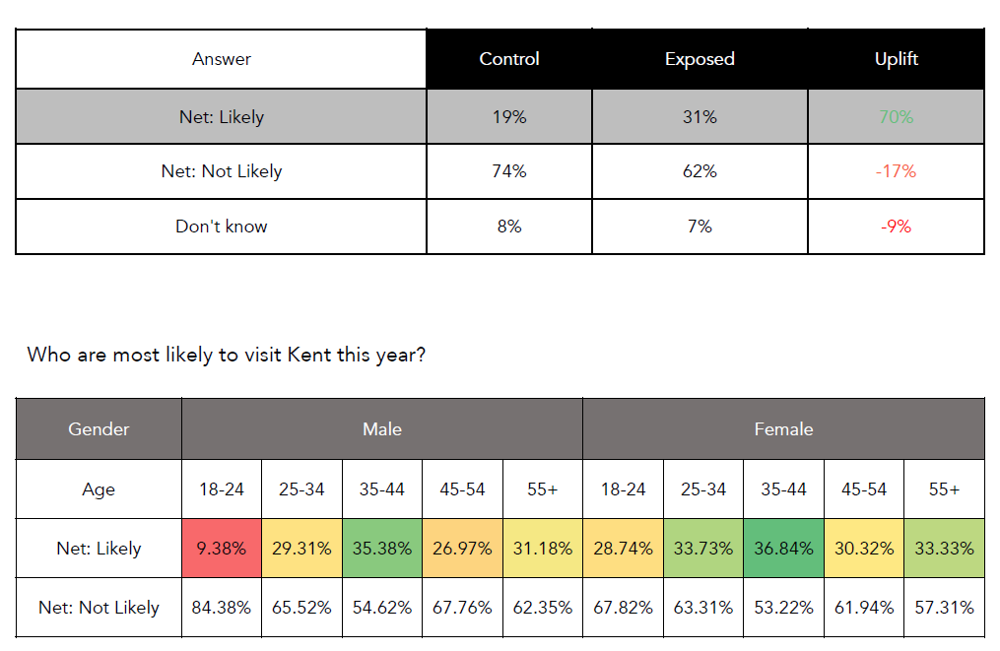 Answer Control Exposed Uplift
Net: Likely 19% 31% 70%
Net: Not Likely 74% 62% -17%
Don't know 8% 7% -9%
Who are most likely to visit Kent this year?
Gender Male Female
Age 18-24 25-34 35-44 45-54 55+ 18-24 25-34 35-44 45-54 55+
Net: Likely 9.38% 29.31% 35.38% 26.97% 31.18% 28.74% 33.73% 36.84% 30.32% 33.33%
Net: Not Likely 84.38% 65.52% 54.62% 67.76% 62.35% 67.82% 63.31% 53.22% 61.94% 57.31%